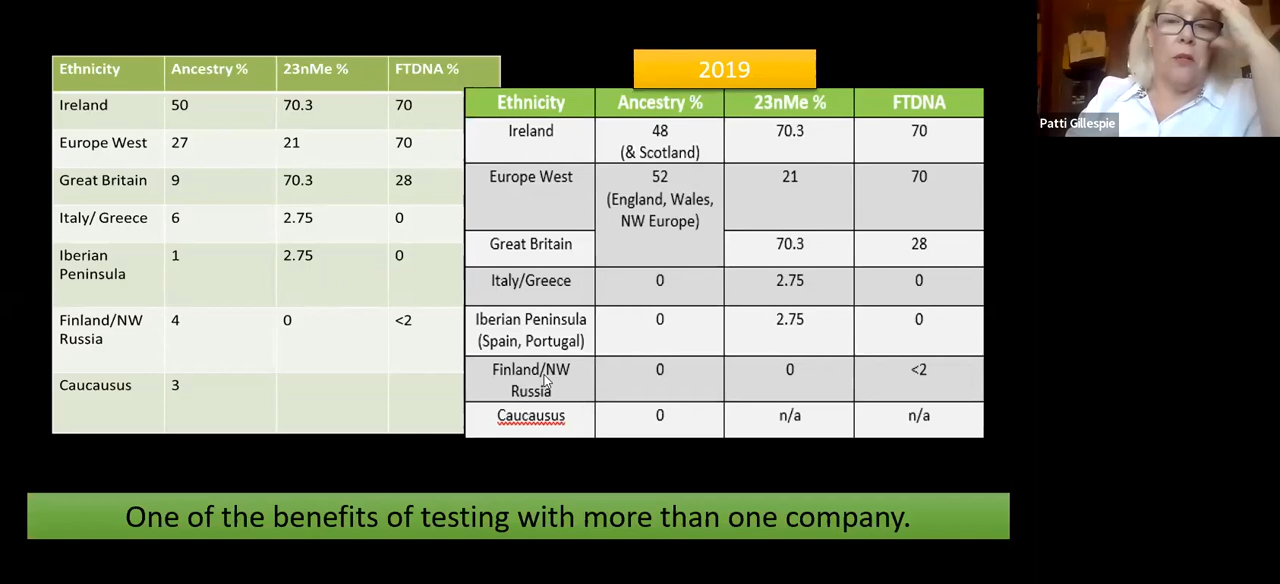 Ethnicity Ancestry % 23nMe % FTDNA %
Ireland 50 70.3 70
Europe West 27 21 70
Great Britain 9 70.3 28
Italy/ Greece 6 2.75 0
Iberian 1 2.75 0
Peninsula
Finland/NW 4 0 <2
Russia
Caucausus 3
2019
Ethnicity Ancestry % 23nMe % FTDNA
Ireland 48 70.3 70
(& Scotland)
Europe West 52 21 70
(England, Wales,
NW Europe)
Great Britain 70.3 28
Italy/Greece 0 2.75 0
Iberian Peninsula 0 2.75 0
(Spain, Portugal)
Finland/NW 0 0 <2
Russia
Caucausus 0 n/a n/a
One of the benefits of testing with more than one company.
Patti Gillespie